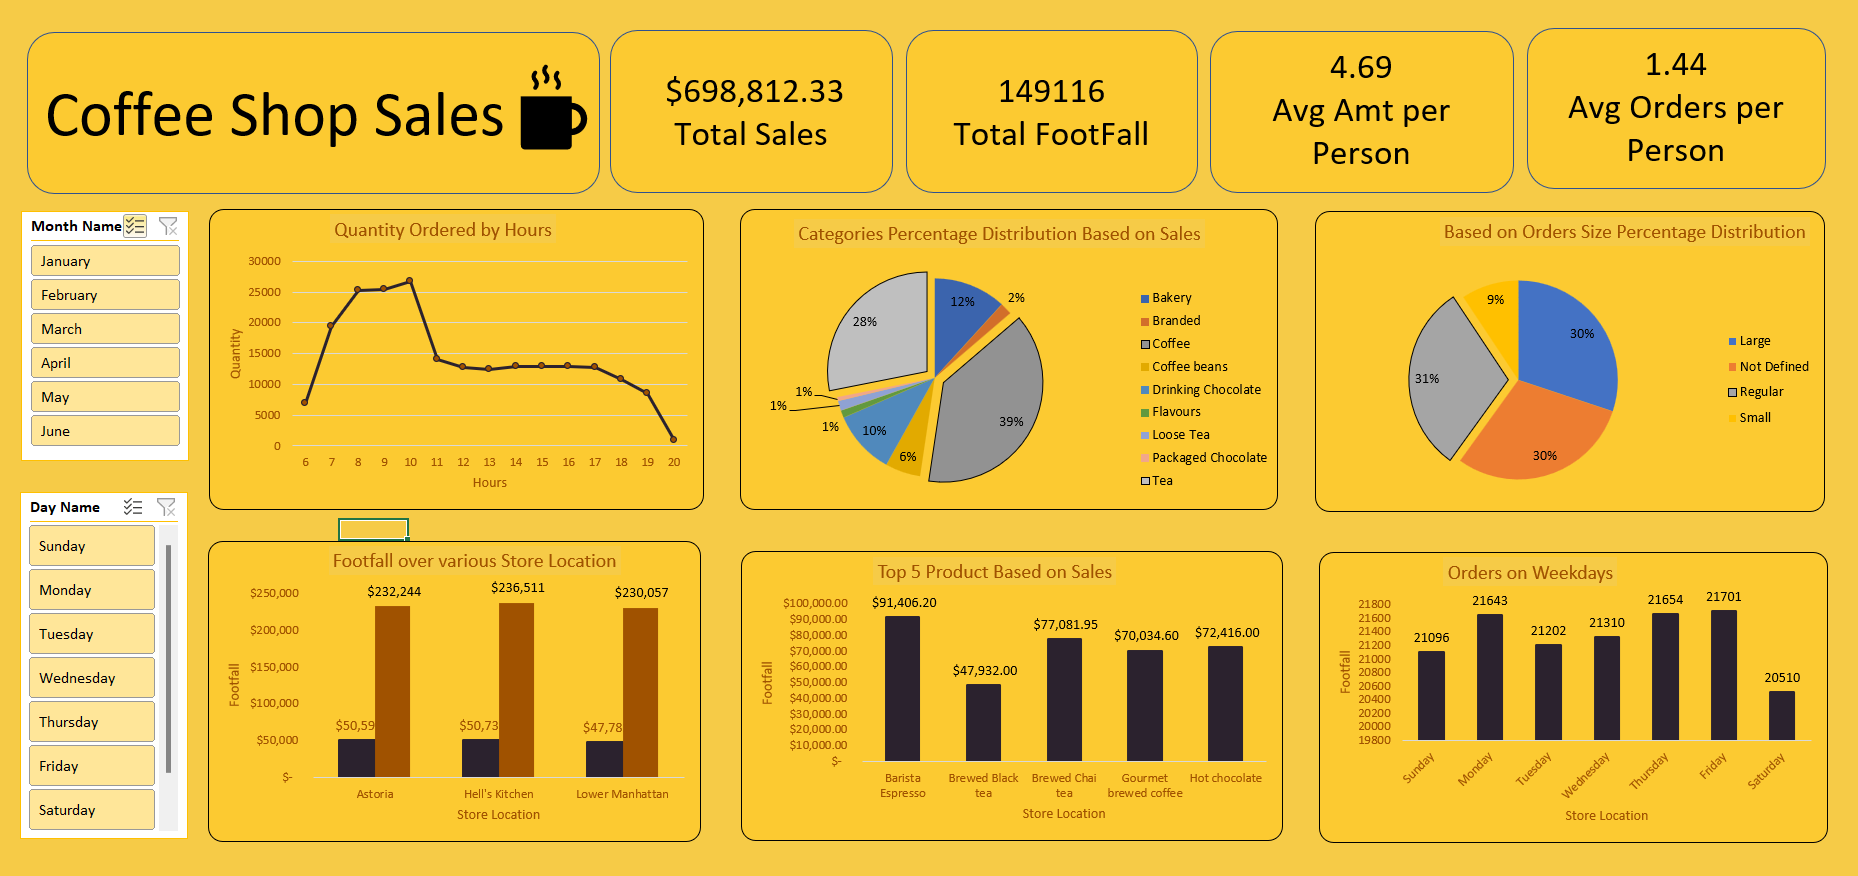 Coffee Shop Sales
$698,812.33
Total Sales
149116
Total FootFall
4.69
Avg Amt per
Person
1.44
Avg Orders per
Person
Month Name
January
February
March
April
May
June
Day Name
Sunday
Monday
Tuesday
Wednesday
Thursday
Friday
Saturday
Quantity Ordered by Hours
30000
25000
20000
15000
10000
5000
0
Quantity
6 7 8 9 10 11 12 13 14 15 16 17 18 19 20
Hours
Categories Percentage Distribution Based on Sales
12%
2%
39%
6%
10%
1%
1%
1%
28%
Bakery
Branded
Coffee
Coffee beans
Drinking Chocolate
Flavours
Loose Tea
Packaged Chocolate
Tea
Based on Orders Size Percentage Distribution
30%
30%
31%
9%
Large
Not Defined
Regular
Small
Footfall over various Store Location
$250,000
$200,000
$150,000
$100,000
$50,000
$-
Footfall
$232,244
$236,511
$230,057
$50,59
$50,73
$47,78
Astoria
Hell's Kitchen
Lower Manhattan
Store Location
Top 5 Product Based on Sales
$100,000.00
$90,000.00
$80,000.00
$70,000.00
$60,000.00
$50,000.00
$40,000.00
$30,000.00
$20,000.00
$10,000.00
$-
Footfall
$91,406.20
$47,932.00
$77,081.95
$70,034.60
$72,416.00
Barista
Espresso
Brewed Black
tea
Brewed Chai
tea
Gourmet
brewed coffee
Hot chocolate
Store Location
Orders on Weekdays
21800
21600
21400
21200
21000
20800
20600
20400
20200
20000
19800
Footfall
21096
21643
21202
21310
21654
21701
20510
Sunday
Monday
Tuesday
Wednesday
Thursday
Friday
Saturday
Store Location